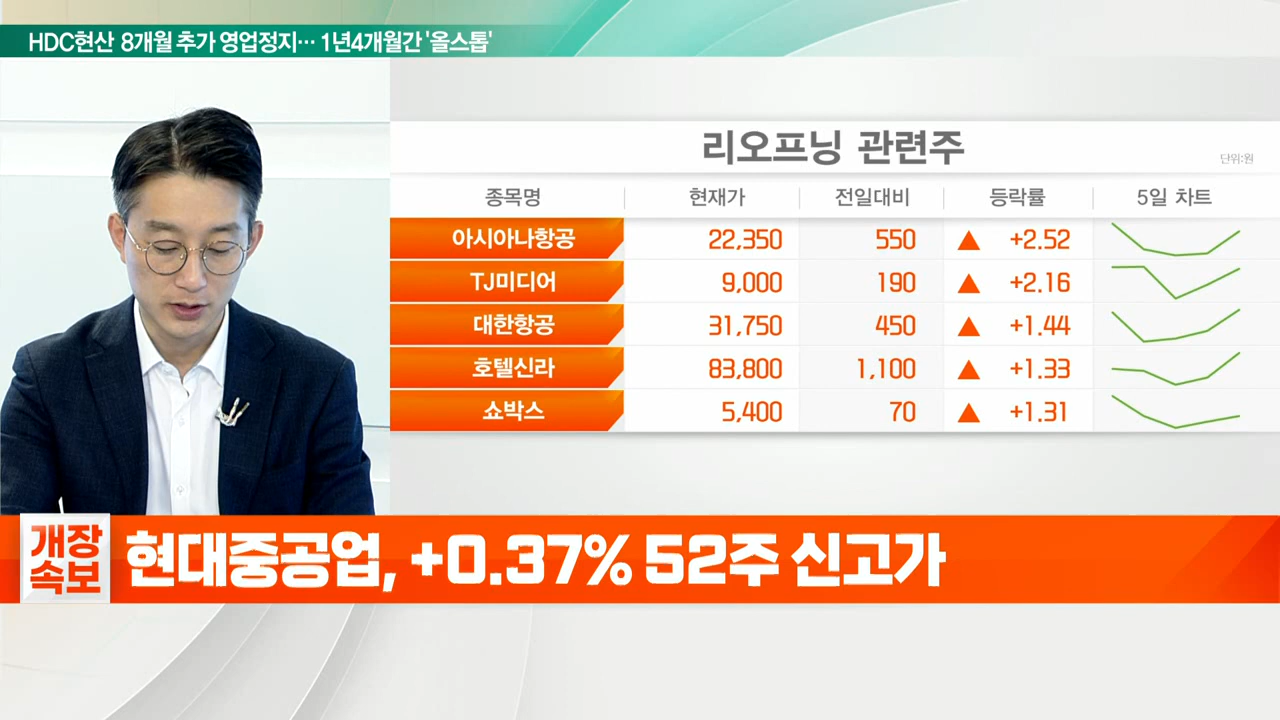 HDC현산 8개월 추가 영업정지… 1년4개월간 '올스톱'
리오프닝 관련주
단위:원
종목명 현재가 전일대비 등락률 5일 차트
아시아나항공 22,350 550 ▲ +2.52
TJ미디어 9,000 190 ▲ +2.16
대한항공 31,750 450 ▲ +1.44
호텔신라 83,800 1,100 ▲ +1.33
쇼박스 5,400 70 ▲ +1.31
개장
속보
현대중공업, +0.37% 52주 신고가